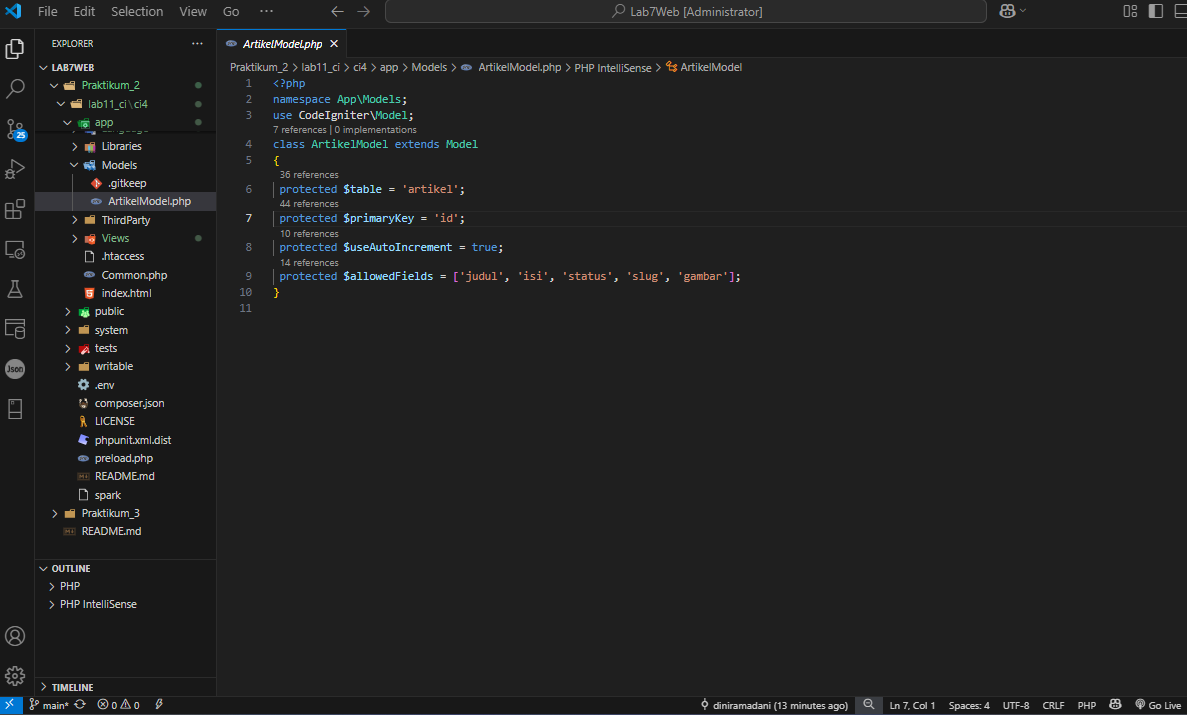 File Edit Selection View Go ··· Lab7Web [Administrator]
EXPLORER ···
LAB7WEB
Praktikum_2
lab11_ci\ci4
app
Libraries
Models
.gitkeep
ArtikelModel.php
ThirdParty
Views
.htaccess
Common.php
index.html
public
system
tests
writable
.env
composer.json
LICENSE
phpunit.xml.dist
preload.php
README.md
spark
Praktikum_3
README.md
OUTLINE
PHP
PHP IntelliSense
TIMELINE
ArtikelModel.php
Praktikum_2 > lab11_ci > ci4 > app > Models > ArtikelModel.php > PHP IntelliSense > ArtikelModel
1 <?php
2 namespace App\Models;
3 use CodeIgniter\Model;
7 references | 0 implementations
4 class ArtikelModel extends Model
5 {
36 references
6 protected $table = 'artikel';
44 references
7 protected $primaryKey = 'id';
10 references
8 protected $useAutoIncrement = true;
14 references
9 protected $allowedFields = ['judul', 'isi', 'status', 'slug', 'gambar'];
10 }
11
25
Json
main* 0 0 diniramadani (13 minutes ago) Ln 7, Col 1 Spaces: 4 UTF-8 CRLF PHP Go Live